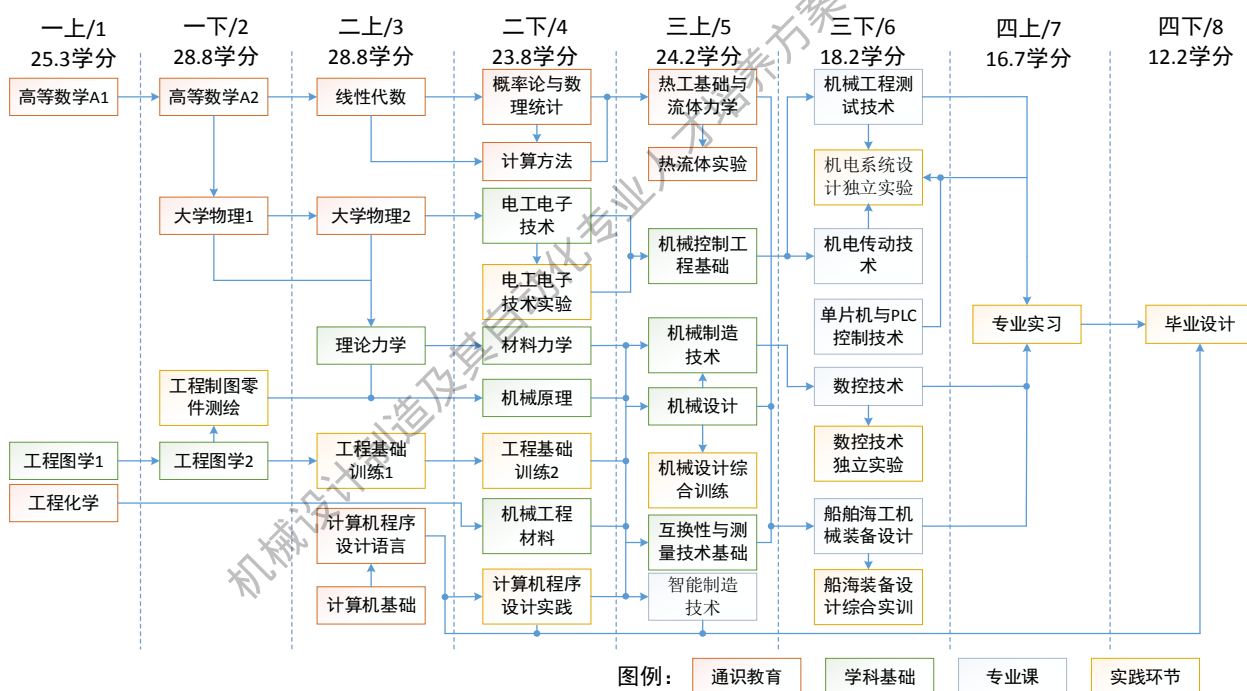 一上/1
25.3学分
一下/2
28.8学分
二上/3
28.8学分
二下/4
23.8学分
三上/5
24.2学分
三下/6
18.2学分
四上/7
16.7学分
四下/8
12.2学分
高等数学A1
高等数学A2
线性代数
概率论与数
理统计
热工基础与
流体力学
机械工程测
试技术
计算方法
热流体实验
机电系统设
计独立实验
大学物理1
大学物理2
电工电子
技术
机械控制工
程基础
机电传动技
术
电工电子
技术实验
单片机与PLC
控制技术
专业实习
毕业设计
理论力学
材料力学
机械制造
技术
工程制图零
件测绘
机械原理
机械设计
数控技术
工程图学1
工程图学2
工程基础
训练1
工程基础
训练2
机械设计综
合训练
数控技术
独立实验
工程化学
计算机程序
设计语言
机械工程
材料
互换性与测
量技术基础
船舶海工机
械装备设计
计算机基础
计算机程序
设计实践
智能制造
技术
船海装备设
计综合实训
图例：
通识教育
学科基础
专业课
实践环节
机械设计制造及其自动化专业人才培养方案